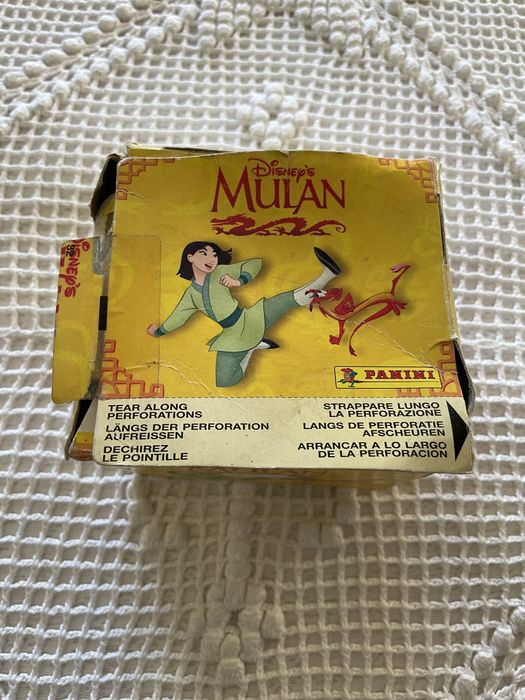 DISNEY'S
MULAN
DISNEY'S
PANINI
TEAR ALONG
PERFORATIONS
LÄNGS DER PERFORATION
AUFREISSEN
DECHIREZ
LE POINTILLE
STRAPPARE LUNGO
LA PERFORAZIONE
LANGS DE PERFORATIE
AFSCHEUREN
ARRANCAR A LO LARGO
DE LA PERFORACION